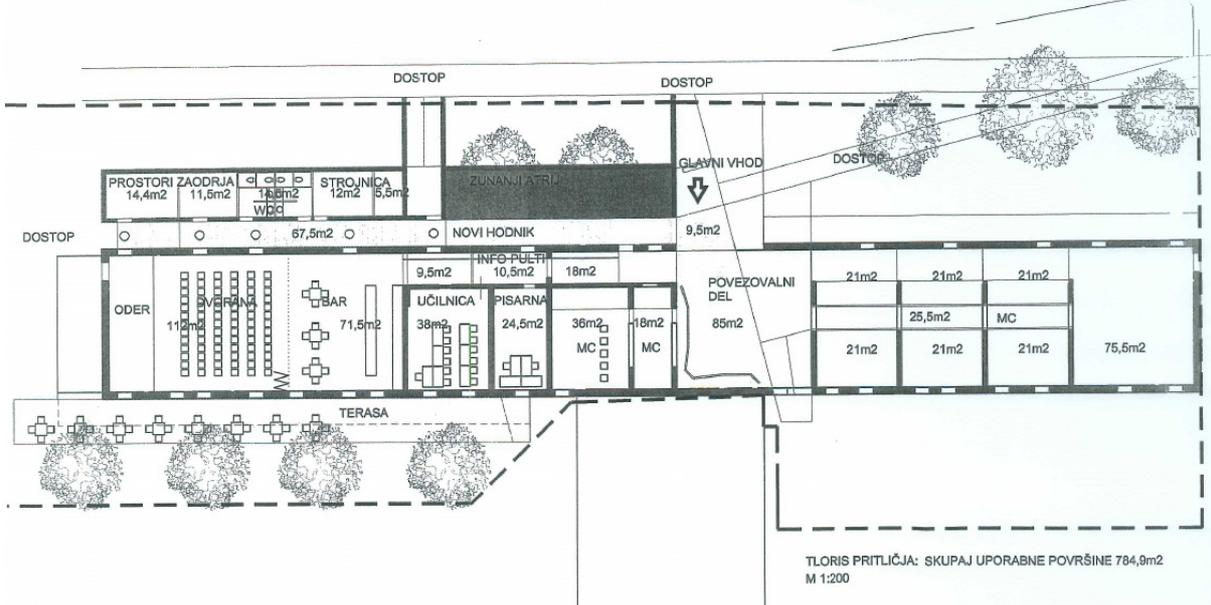 DOSTOP
DOSTOP
GLAVNI VHOD
DOSTOP
PROSTORI ZAODRJA
STROJNICA
ZUNANJI ATRIJ
14,4m2
11,5m2
12m2
5,5m2
WC
DOSTOP
67,5m2
NOVI HODNIK
9,5m2
INFO PULTI
9,5m2
10,5m2
18m2
POVEZOVALNI
DEL
21m2
21m2
21m2
ODER
DVORANA
BAR
UČILNICA
PISARNA
112m2
71,5m2
38m2
24,5m2
36m2
18m2
85m2
25,5m2
MC
MC
MC
21m2
21m2
21m2
75,5m2
TERASA
TLORIS PRITLIČJA: SKUPAJ UPORABNE POVRŠINE 784,9m2
M 1:200